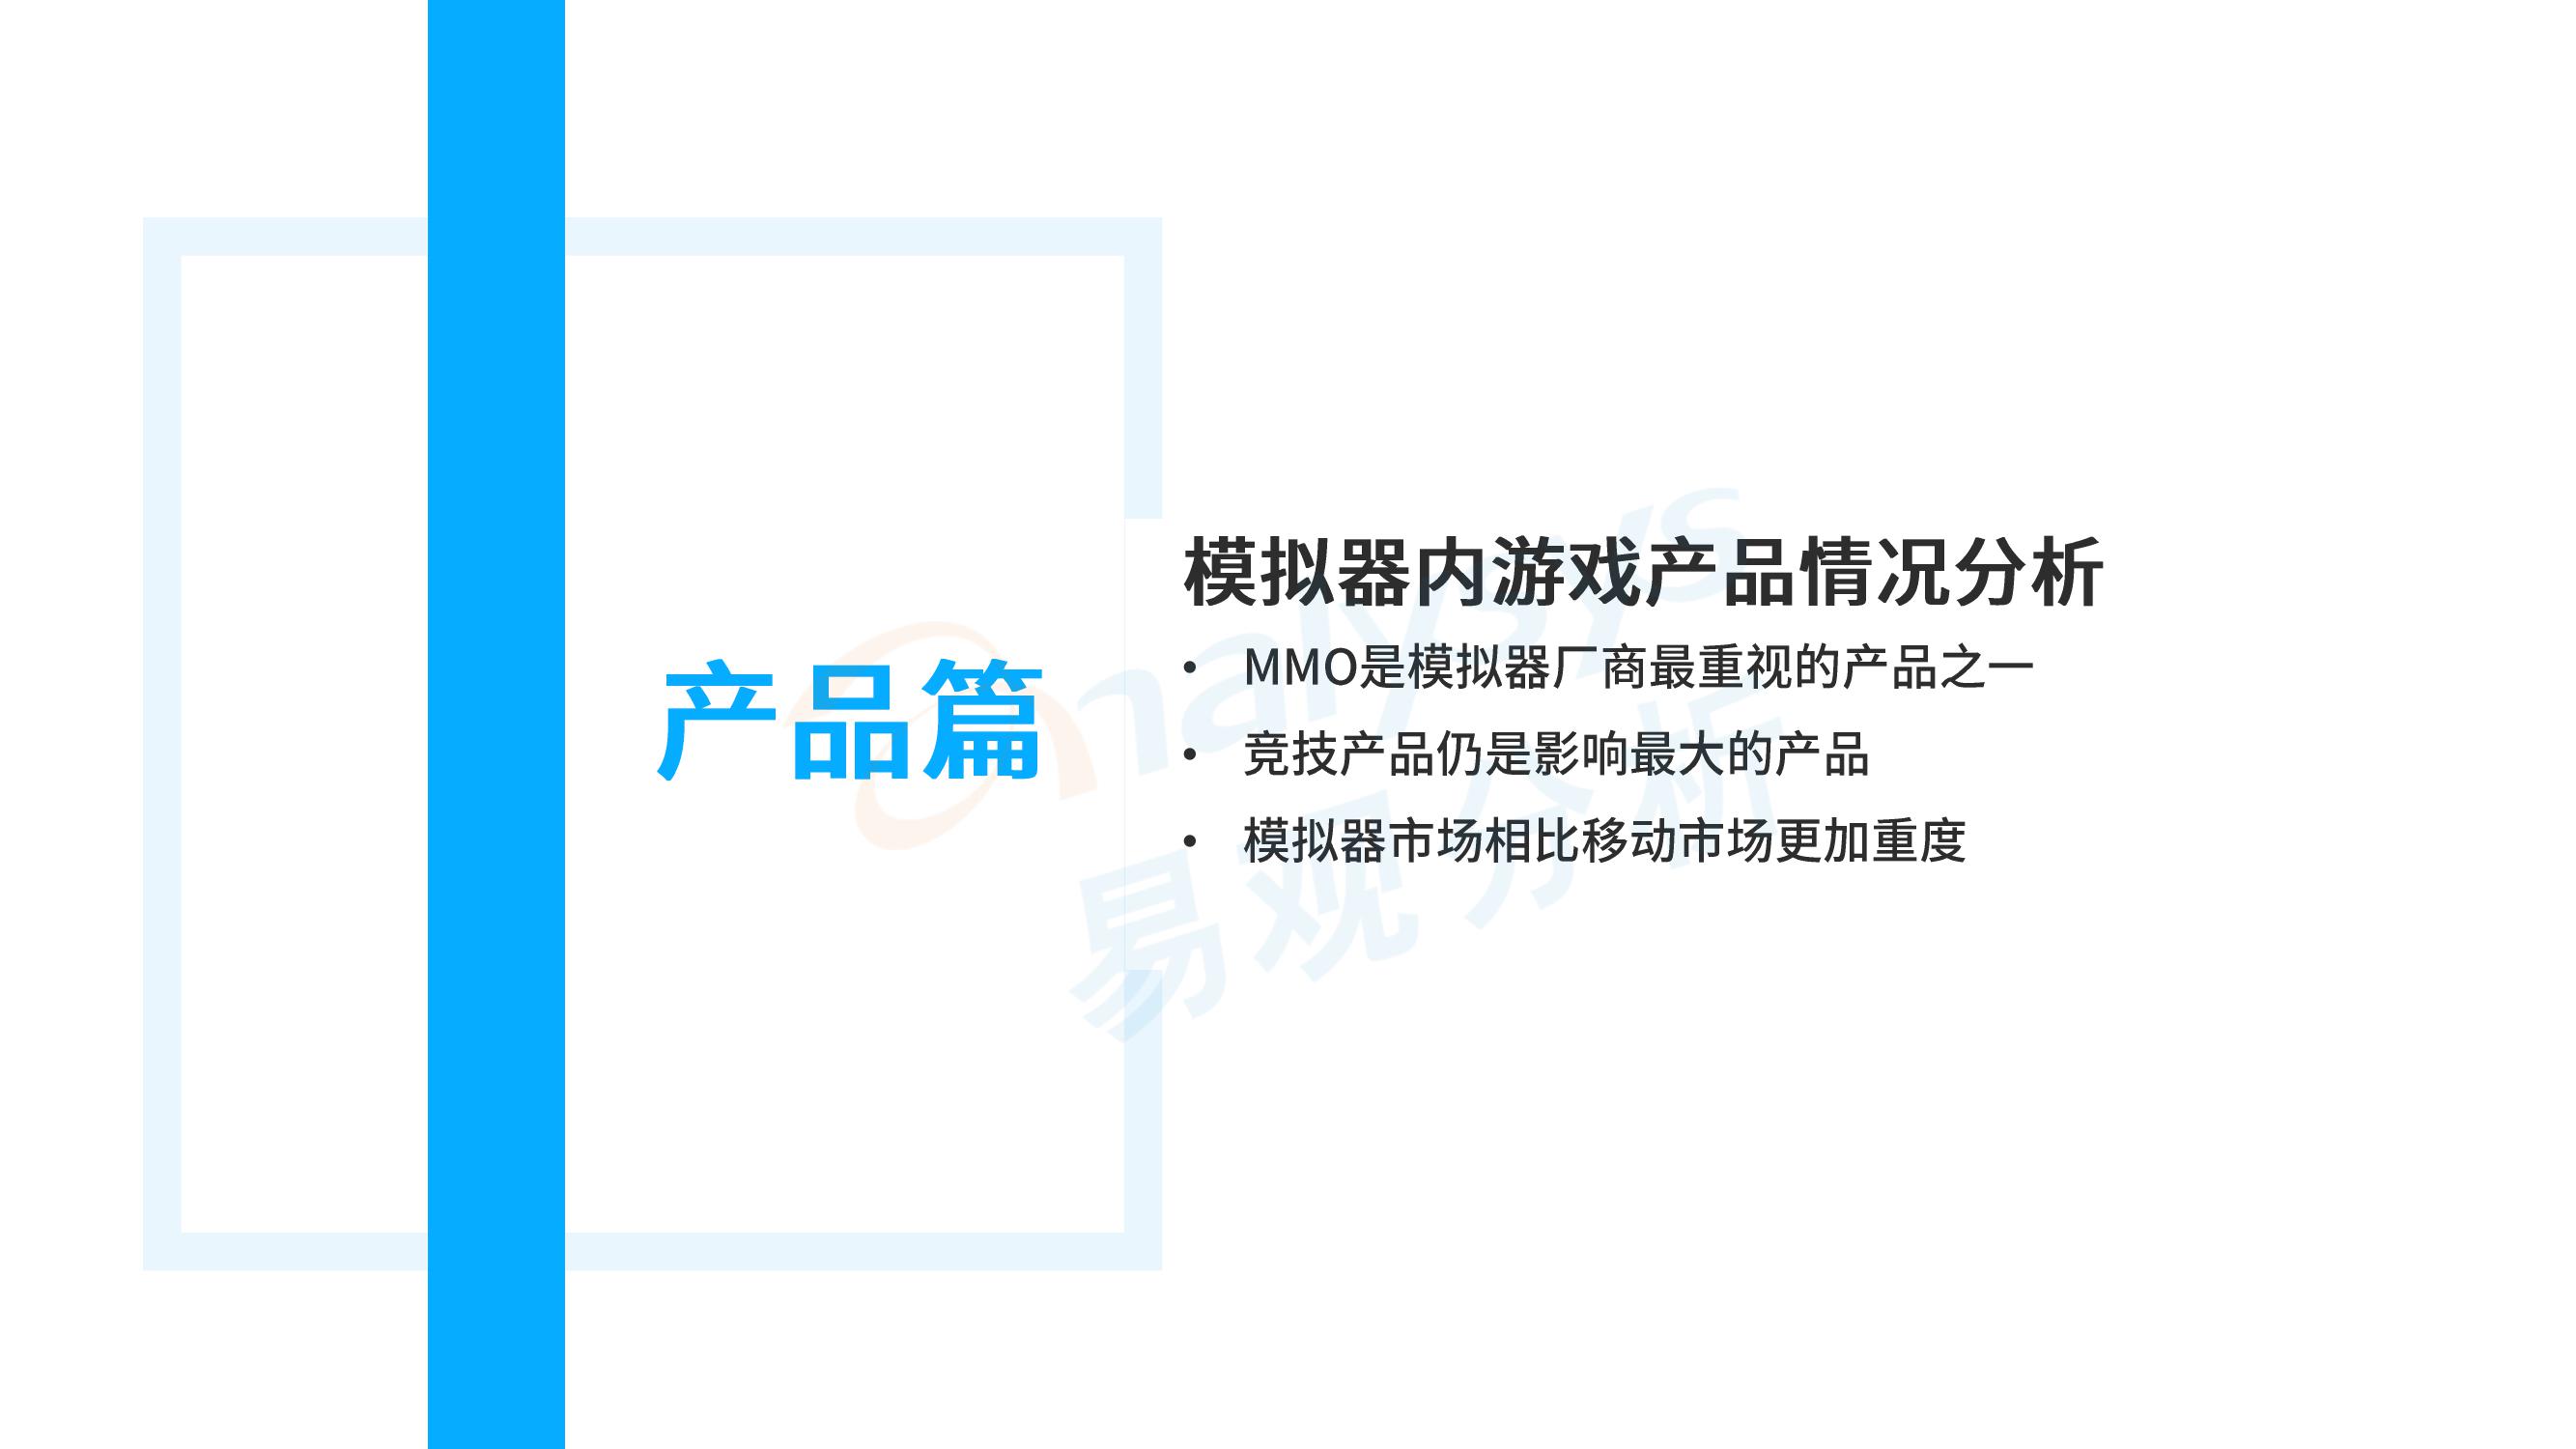 产品篇
模拟器内游戏产品情况分析
• MMO是模拟器厂商最重视的产品之一
• 竞技产品仍是影响最大的产品
• 模拟器市场相比移动市场更加重度
analysys
易观分析